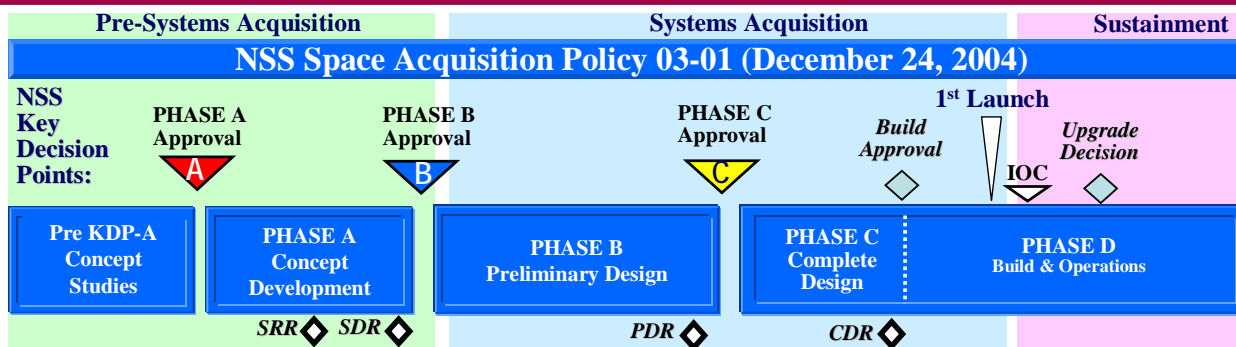 Pre-Systems Acquisition
Systems Acquisition
Sustainment
NSS Space Acquisition Policy 03-01 (December 24, 2004)
NSS
Key
Decision
Points:
PHASE A
Approval
A
PHASE B
Approval
B
PHASE C
Approval
C
Build
Approval
1st Launch
IOC
Upgrade
Decision
Pre KDP-A
Concept
Studies
PHASE A
Concept
Development
PHASE B
Preliminary Design
PHASE C
Complete
Design
PHASE D
Build & Operations
SRR
SDR
PDR
CDR